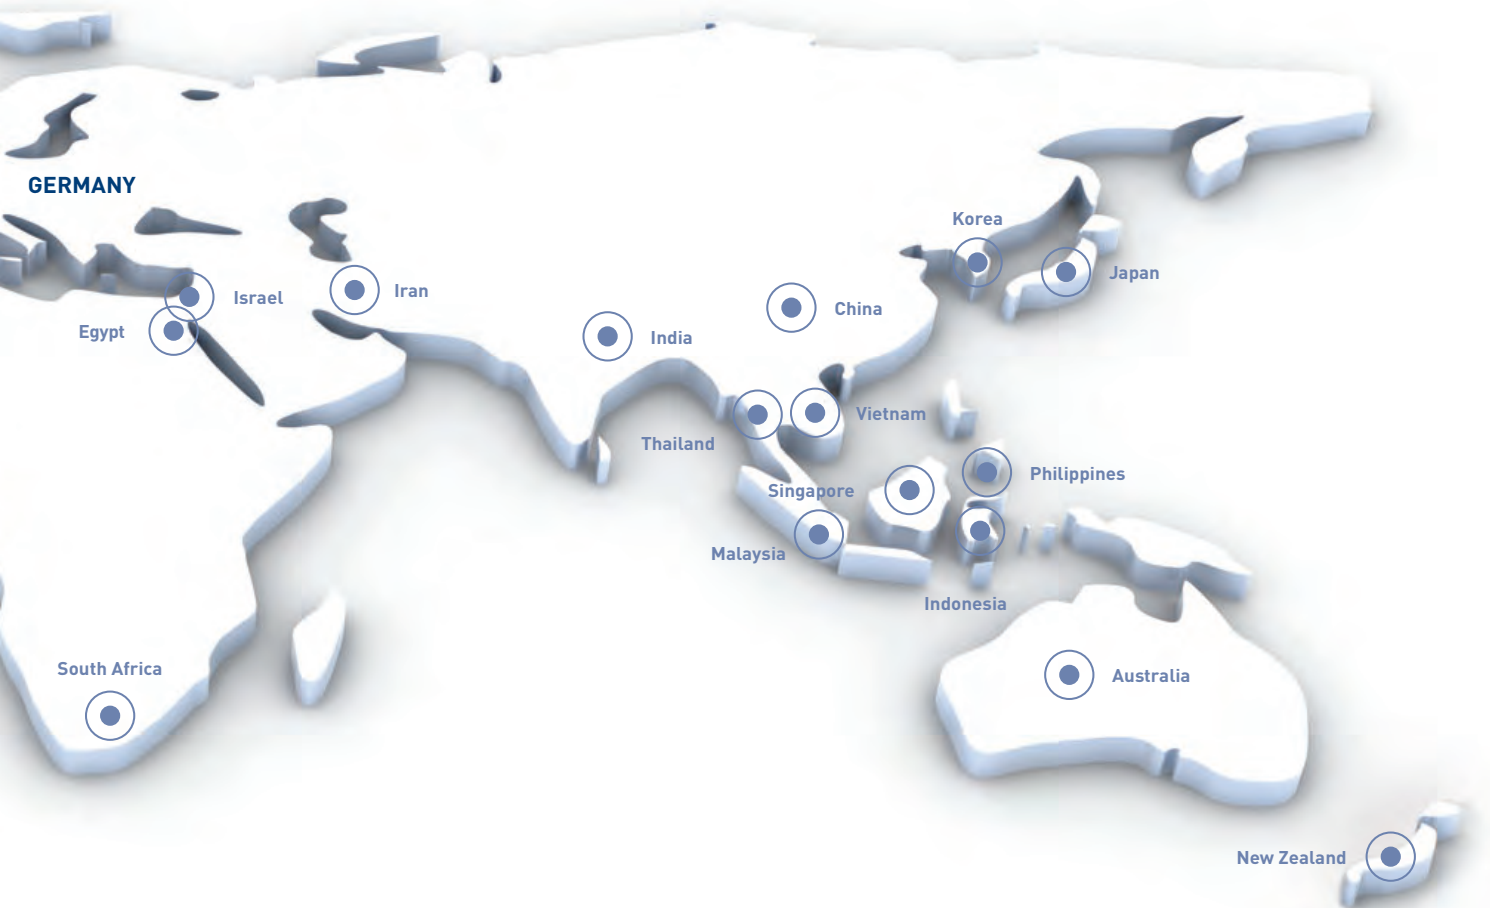 GERMANY
Korea
Japan
Israel
Iran
China
Egypt
India
Vietnam
Thailand
Philippines
Singapore
Malaysia
Indonesia
South Africa
Australia
New Zealand